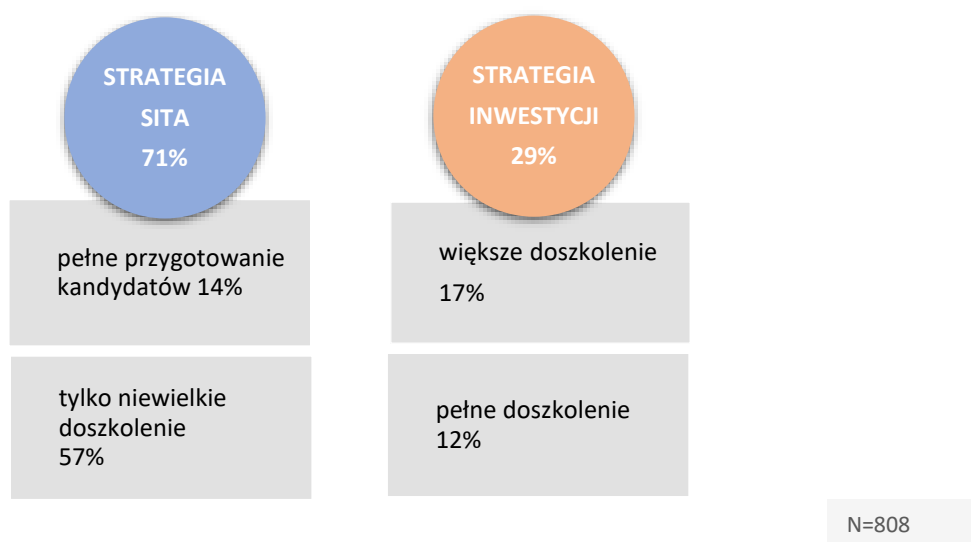 STRATEGIA
SITA
71%
pełne przygotowanie
kandydatów 14%
tylko niewielkie
doszkolenie
57%
STRATEGIA
INWESTYCJI
29%
większe doszkolenie
17%
pełne doszkolenie
12%
N=808